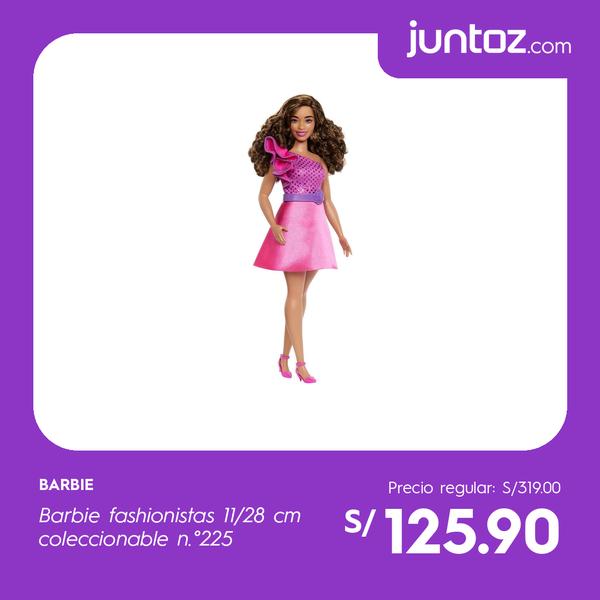 juntoz.com
BARBIE
Barbie fashionistas 11/28 cm
coleccionable n.°225
Precio regular: S/319.00
S/125.90